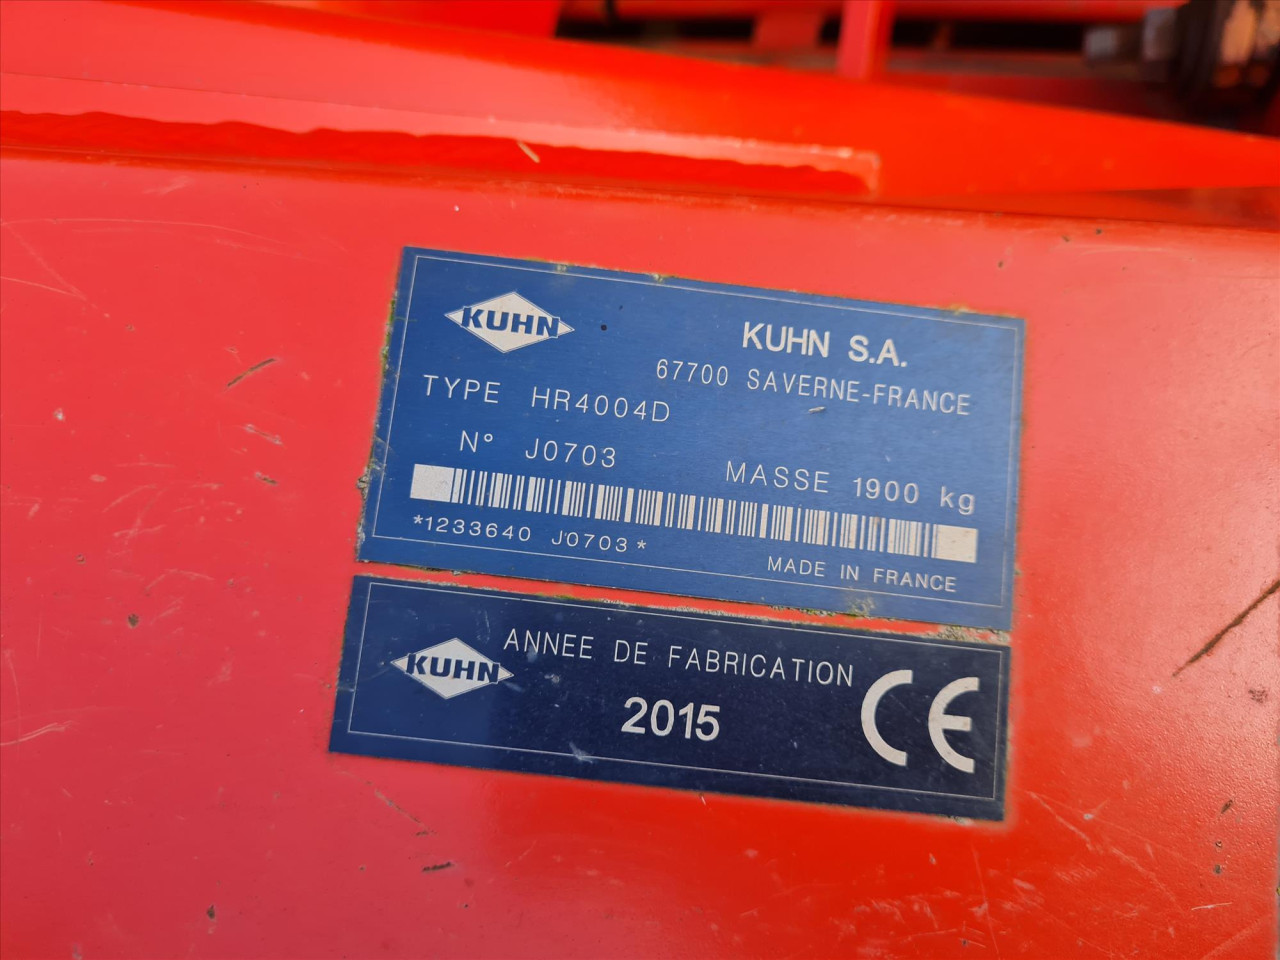 KUHN
KUHN S.A.
67700 SAVERNE-FRANCE
TYPE HR4004D
N° J0703
MASSE 1900 kg
*1233640 J0703*
MADE IN FRANCE
KUHN
ANNEE DE FABRICATION
2015
CE